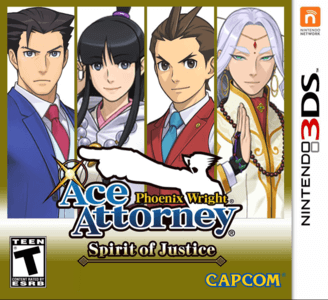 NINTENDO
NETWORK
NINTENDO 3DS
Phoenix Wright
Ace
Attorney
Spirit of Justice
TEEN
T
ESRB
CAPCOM